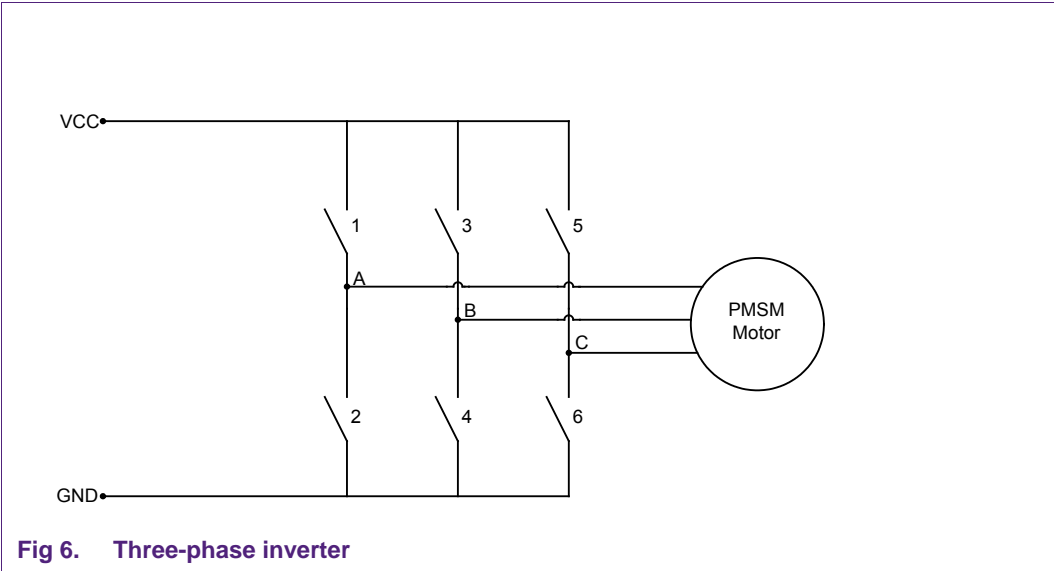 VCC
1
3
5
A
B
C
PMSM
Motor
2
4
6
GND
Fig 6. Three-phase inverter